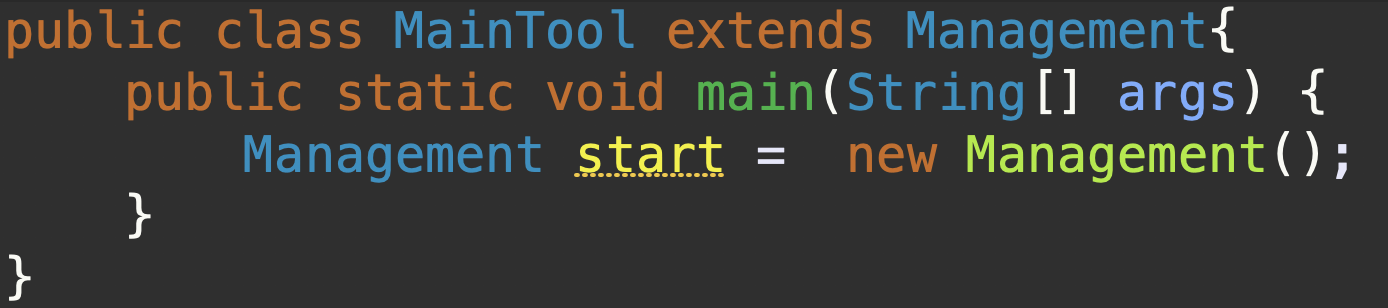 public class MainTool extends Management{
    public static void main(String[] args) {
        Management start =  new Management();
    }
}